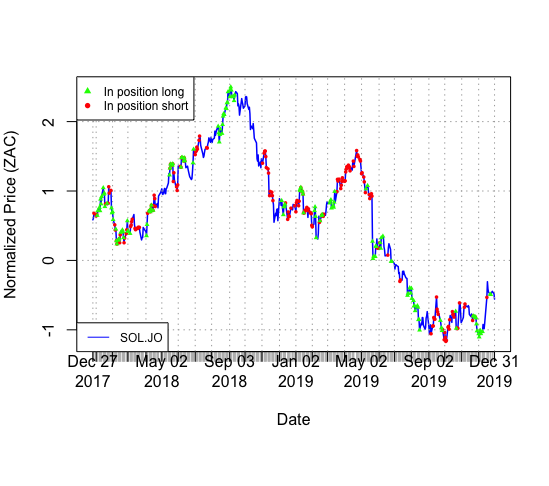 In position long
In position short
Normalized Price (ZAC)
2
1
0
-1
SOL.JO
Dec 27 May 02 Sep 03 Jan 02 May 02 Sep 02 Dec 31
2017 2018 2018 2019 2019 2019 2019
Date